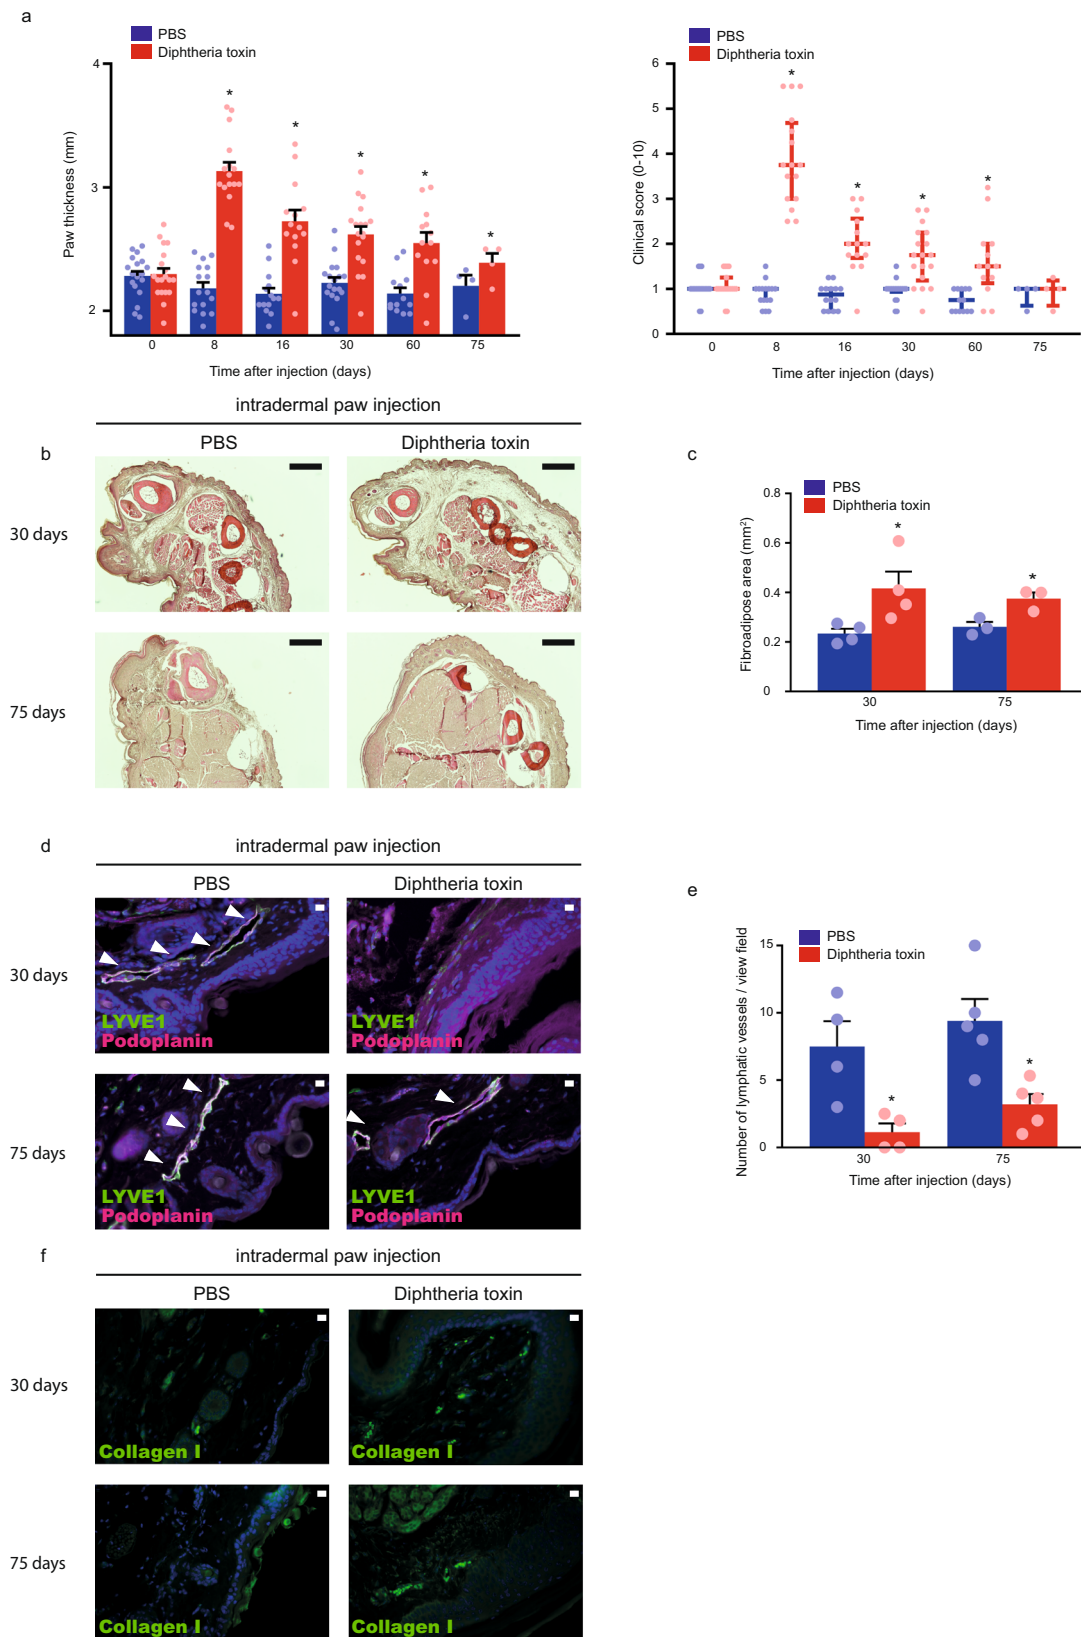 a
PBS
Diphtheria toxin
Paw thickness (mm)
4
3
2
*
*
*
*
*
0 8 16 30 60 75
Time after injection (days)
PBS
Diphtheria toxin
Clinical score (0-10)
6
5
4
3
2
1
0
*
*
*
*
0 8 16 30 60 75
Time after injection (days)
b
intradermal paw injection
PBS Diphtheria toxin
30 days
75 days
c
PBS
Diphtheria toxin
Fibroadipose area (mm²)
0.8
0.6
0.4
0.2
0
*
*
30 75
Time after injection (days)
d
intradermal paw injection
PBS Diphtheria toxin
30 days
LYVE1
Podoplanin
LYVE1
Podoplanin
75 days
LYVE1
Podoplanin
LYVE1
Podoplanin
e
PBS
Diphtheria toxin
Number of lymphatic vessels / view field
15
10
5
0
*
*
30 75
Time after injection (days)
f
intradermal paw injection
PBS Diphtheria toxin
30 days
Collagen I
Collagen I
75 days
Collagen I
Collagen I